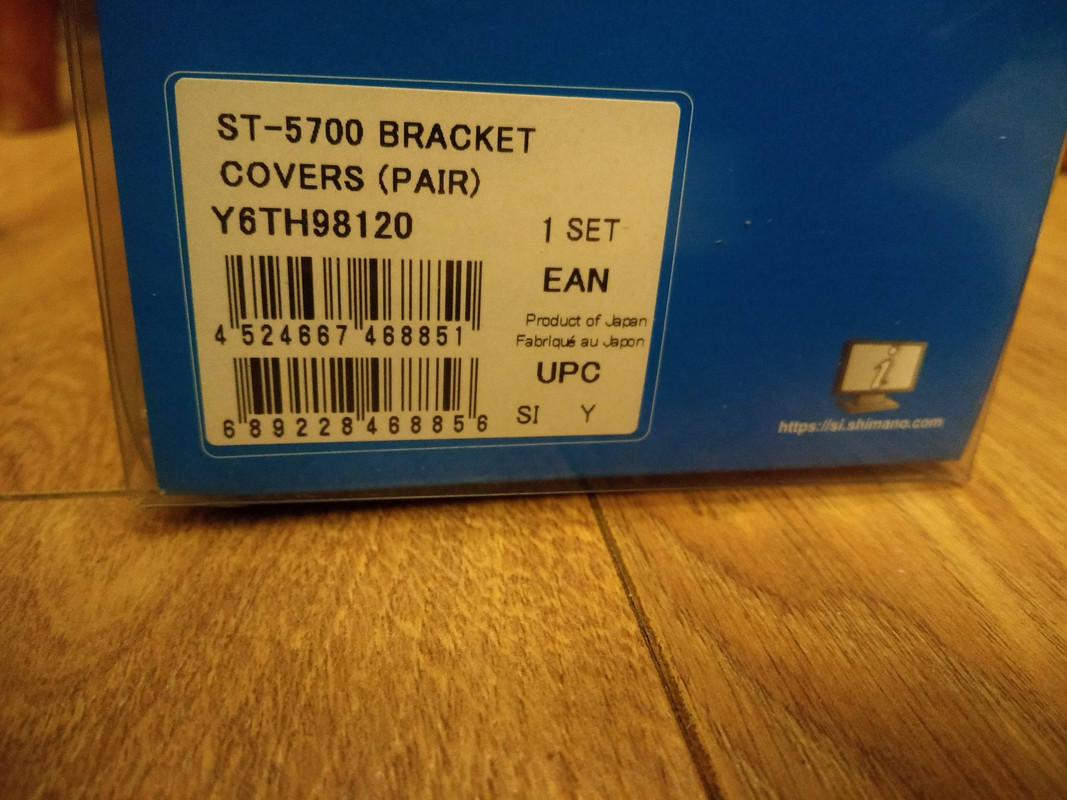 ST-5700 BRACKET
COVERS (PAIR)
Y6TH98120
1 SET
EAN
4 524667 468851
Product of Japan
Fabriqué au Japon
UPC
6 89228 46885 6
SI Y
i
https://si.shimano.com